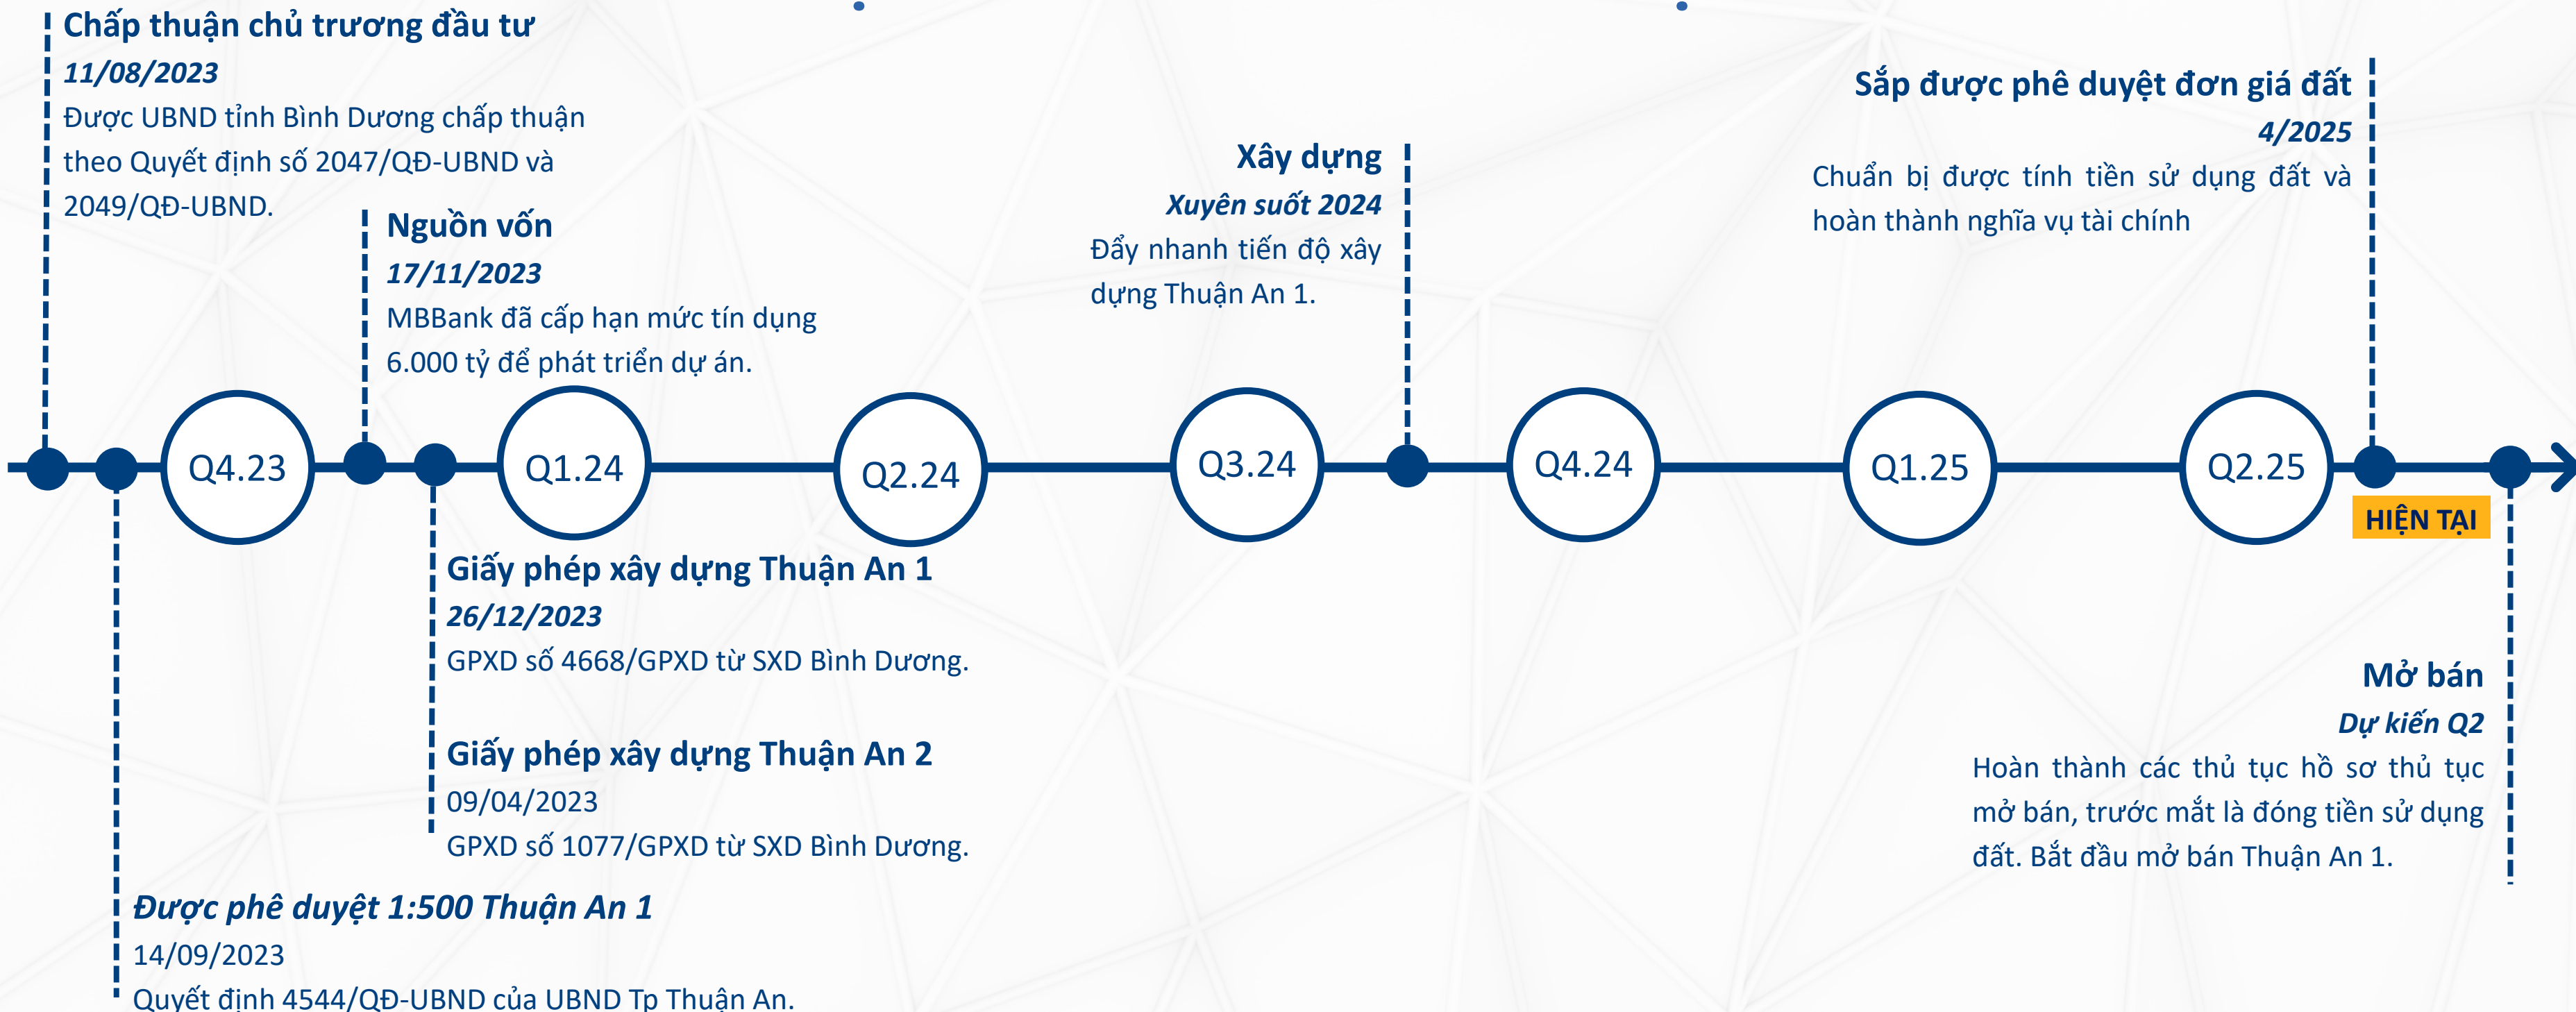 Chấp thuận chủ trương đầu tư
11/08/2023
Được UBND tỉnh Bình Dương chấp thuận
theo Quyết định số 2047/QĐ-UBND và
2049/QĐ-UBND.
Nguồn vốn
17/11/2023
MBBank đã cấp hạn mức tín dụng
6.000 tỷ để phát triển dự án.
Xây dựng
Xuyên suốt 2024
Đẩy nhanh tiến độ xây
dựng Thuận An 1.
Sắp được phê duyệt đơn giá đất
4/2025
Chuẩn bị được tính tiền sử dụng đất và
hoàn thành nghĩa vụ tài chính
Q4.23
Q1.24
Q2.24
Q3.24
Q4.24
Q1.25
Q2.25
HIỆN TẠI
Giấy phép xây dựng Thuận An 1
26/12/2023
GPXD số 4668/GPXD từ SXD Bình Dương.
Giấy phép xây dựng Thuận An 2
09/04/2023
GPXD số 1077/GPXD từ SXD Bình Dương.
Được phê duyệt 1:500 Thuận An 1
14/09/2023
Quyết định 4544/QĐ-UBND của UBND Tp Thuận An.
Mở bán
Dự kiến Q2
Hoàn thành các thủ tục hồ sơ thủ tục
mở bán, trước mắt là đóng tiền sử dụng
đất. Bắt đầu mở bán Thuận An 1.